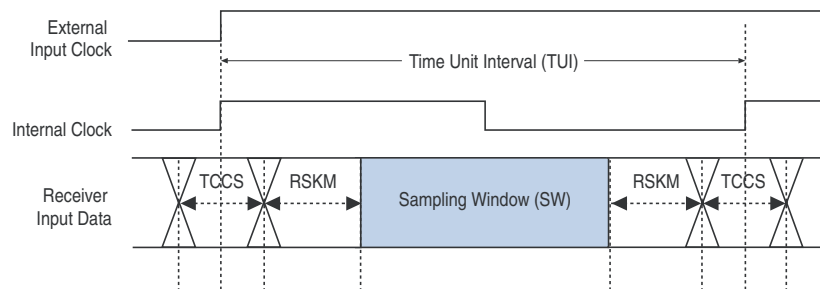 External
Input Clock
Time Unit Interval (TUI)
Internal Clock
Receiver
Input Data
TCCS
RSKM
Sampling Window (SW)
RSKM
TCCS